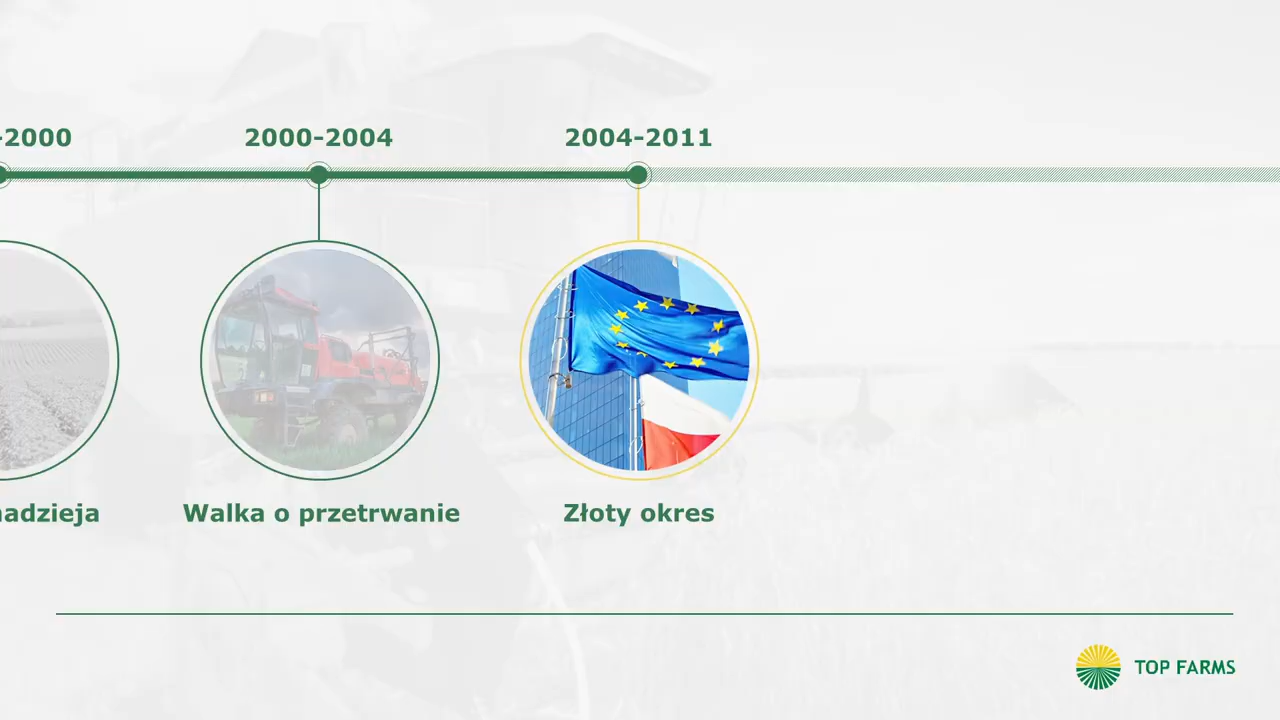 -2000
2000-2004
2004-2011
nadzieja
Walka o przetrwanie
Złoty okres
TOP FARMS